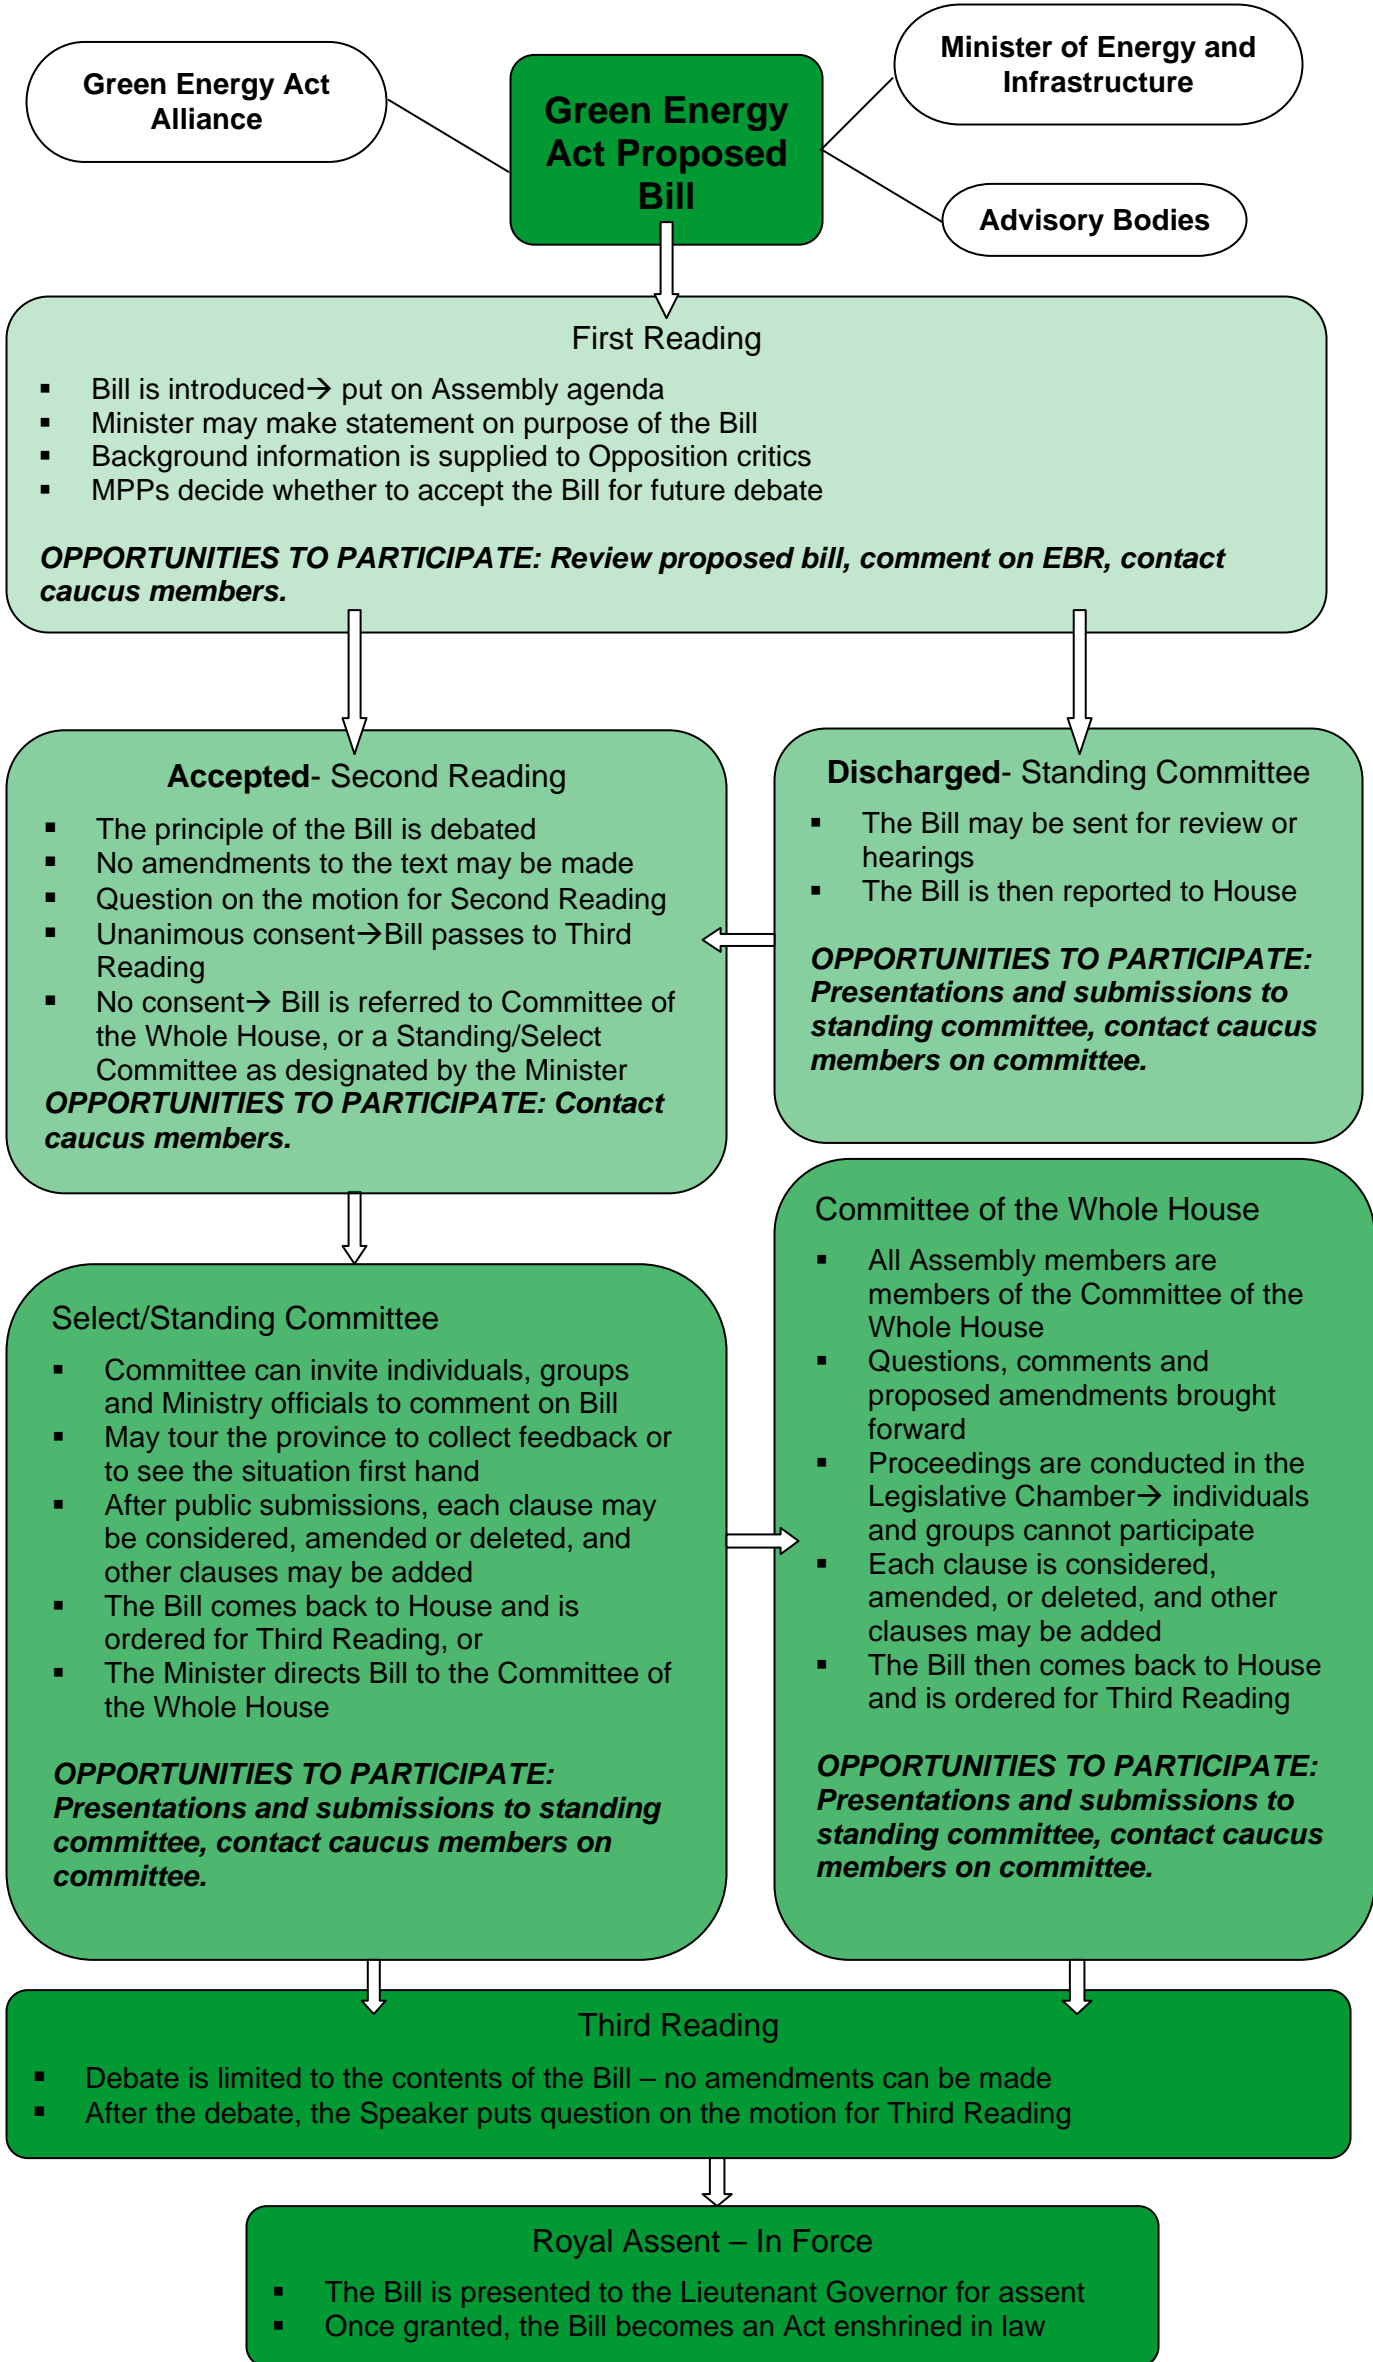 Green Energy Act
Alliance
Green Energy
Act Proposed
Bill
Minister of Energy and
Infrastructure
Advisory Bodies
First Reading
▪ Bill is introduced→ put on Assembly agenda
▪ Minister may make statement on purpose of the Bill
▪ Background information is supplied to Opposition critics
▪ MPPs decide whether to accept the Bill for future debate
OPPORTUNITIES TO PARTICIPATE: Review proposed bill, comment on EBR, contact
caucus members.
Accepted- Second Reading
▪ The principle of the Bill is debated
▪ No amendments to the text may be made
▪ Question on the motion for Second Reading
▪ Unanimous consent→Bill passes to Third
Reading
▪ No consent→ Bill is referred to Committee of
the Whole House, or a Standing/Select
Committee as designated by the Minister
OPPORTUNITIES TO PARTICIPATE: Contact
caucus members.
Discharged- Standing Committee
▪ The Bill may be sent for review or
hearings
▪ The Bill is then reported to House
OPPORTUNITIES TO PARTICIPATE:
Presentations and submissions to
standing committee, contact caucus
members on committee.
Select/Standing Committee
▪ Committee can invite individuals, groups
and Ministry officials to comment on Bill
▪ May tour the province to collect feedback or
to see the situation first hand
▪ After public submissions, each clause may
be considered, amended or deleted, and
other clauses may be added
▪ The Bill comes back to House and is
ordered for Third Reading, or
▪ The Minister directs Bill to the Committee of
the Whole House
OPPORTUNITIES TO PARTICIPATE:
Presentations and submissions to standing
committee, contact caucus members on
committee.
Committee of the Whole House
▪ All Assembly members are
members of the Committee of the
Whole House
▪ Questions, comments and
proposed amendments brought
forward
▪ Proceedings are conducted in the
Legislative Chamber→ individuals
and groups cannot participate
▪ Each clause is considered,
amended, or deleted, and other
clauses may be added
▪ The Bill then comes back to House
and is ordered for Third Reading
OPPORTUNITIES TO PARTICIPATE:
Presentations and submissions to
standing committee, contact caucus
members on committee.
Third Reading
▪ Debate is limited to the contents of the Bill – no amendments can be made
▪ After the debate, the Speaker puts question on the motion for Third Reading
Royal Assent – In Force
▪ The Bill is presented to the Lieutenant Governor for assent
▪ Once granted, the Bill becomes an Act enshrined in law